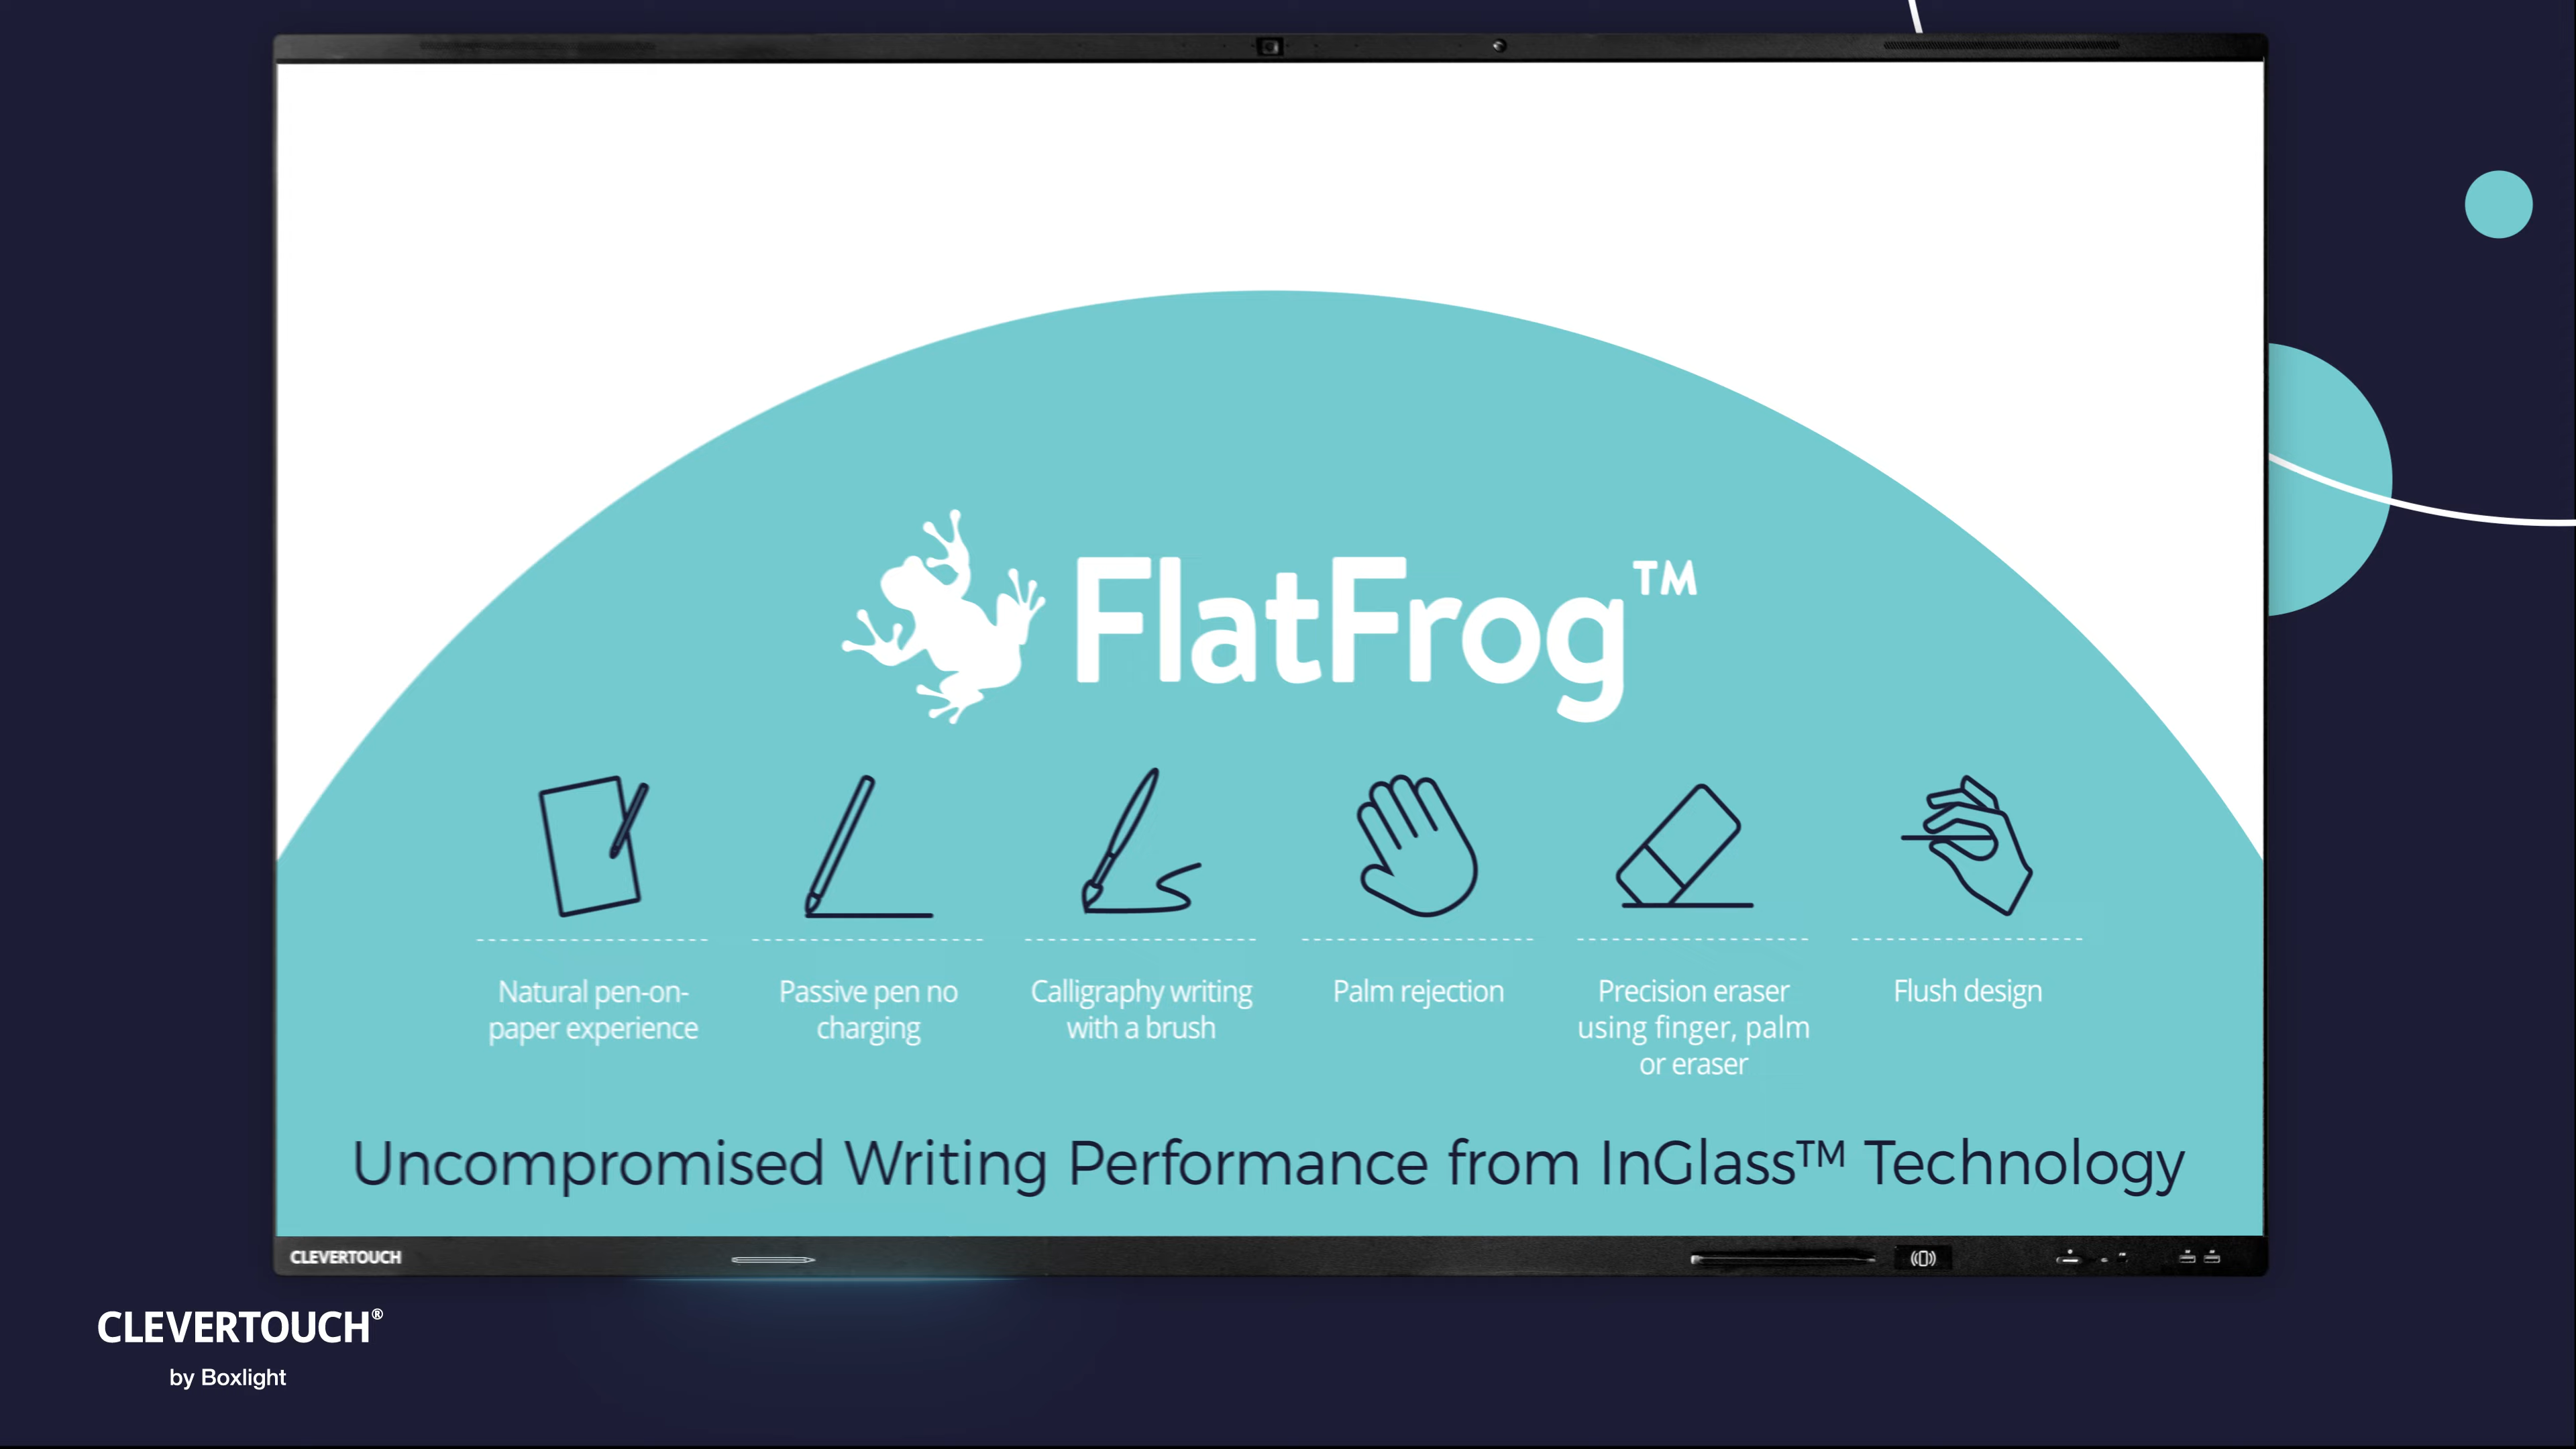 FlatFrog™
Natural pen-on-
paper experience
Passive pen no
charging
Calligraphy writing
with a brush
Palm rejection
Precision eraser
using finger, palm
or eraser
Flush design
Uncompromised Writing Performance from InGlass™ Technology
CLEVERTOUCH
CLEVERTOUCH®
by Boxlight